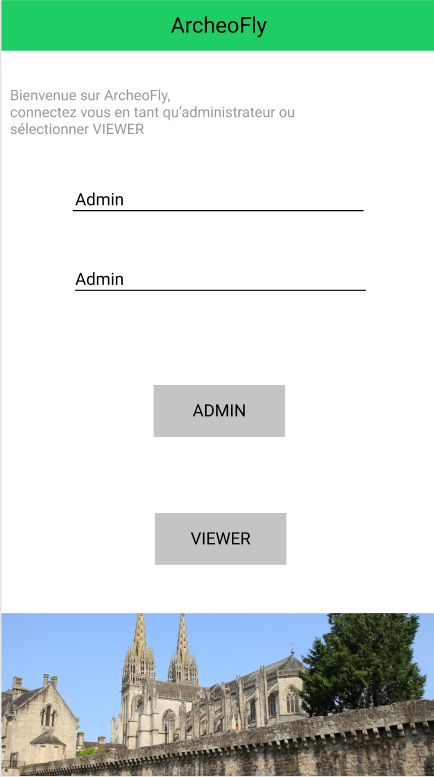 ArcheoFly
Bienvenue sur ArcheoFly,
connectez vous en tant qu’administrateur ou
sélectionner VIEWER
Admin
Admin
ADMIN
VIEWER